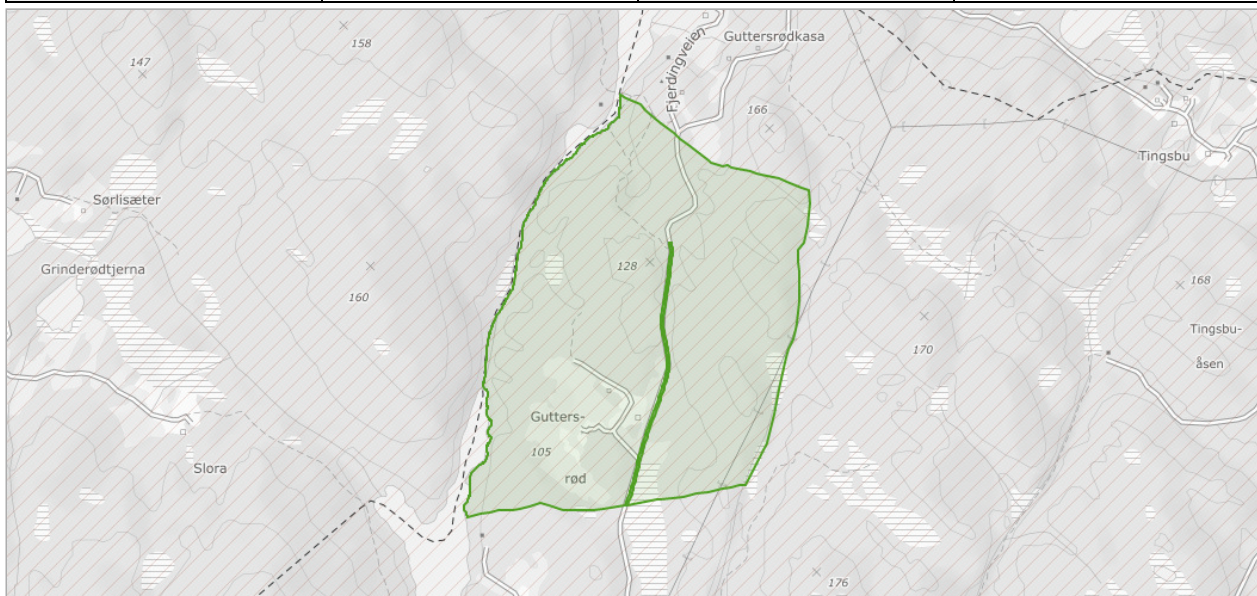 158
Guttersrødkasa
147
Fjerdingveien
166
Tingsbu
Sørlisæter
Grinderødtjerna
128
168
160
170
Tingsbu-
åsen
Gutters-
105
rød
Slora
176